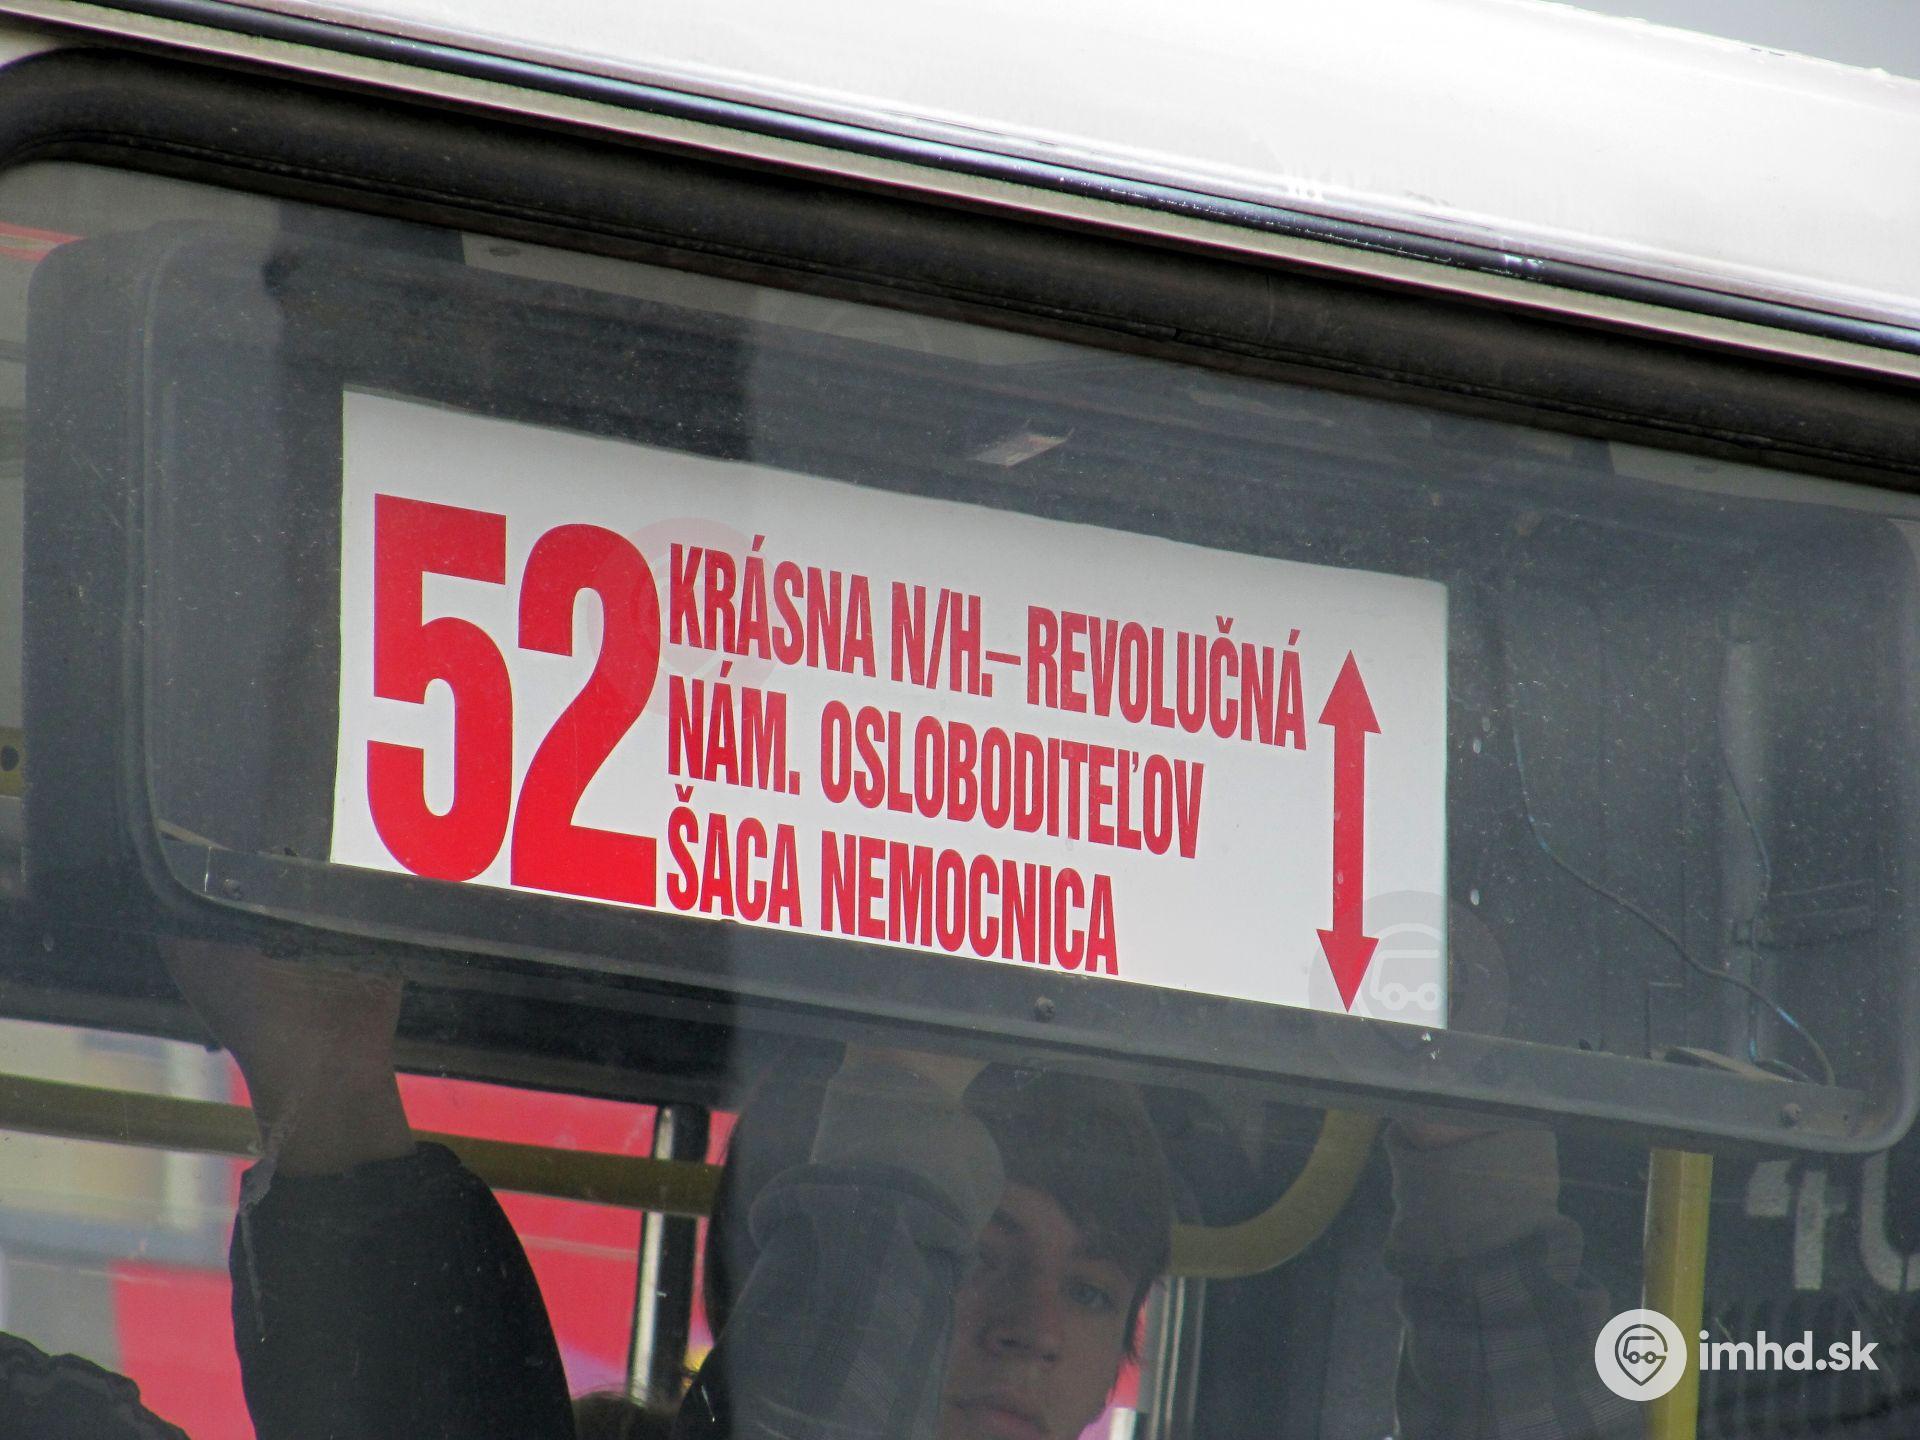 52
KRÁSNA N/H.–REVOLUČNÁ
NÁM. OSLOBODITEĽOV
ŠACA NEMOCNICA
imhd.sk